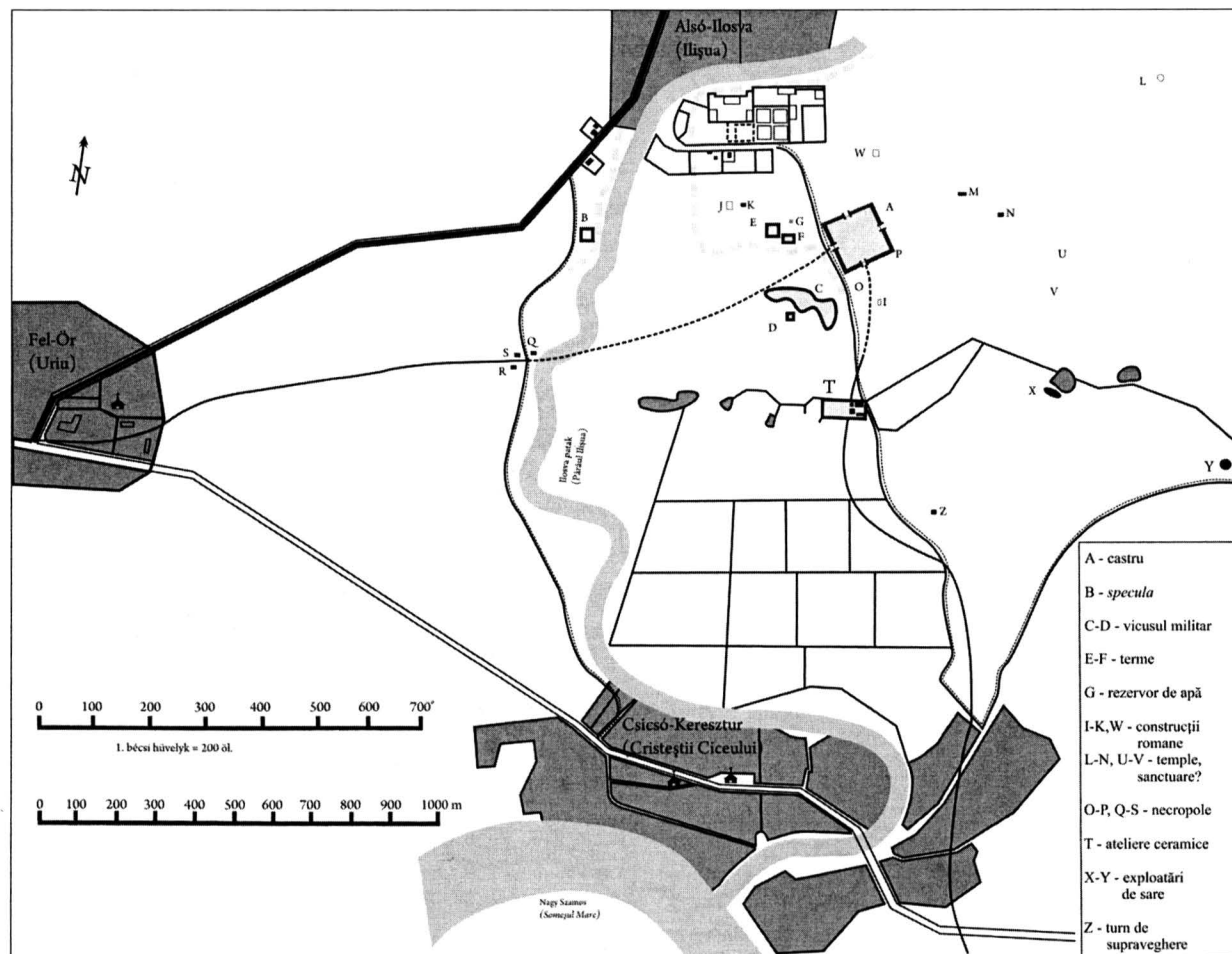 Alsó-Ilosva
(Ilişua)
L
N
W
M
J
K
A
N
B
E
G
F
P
U
O
C
I
V
D
Fel-Ör
(Uriu)
S
Q
R
T
X
Ilosva patak
(Părăul Ilişua)
Y
Z
A - castru
B - specula
C-D - vicusul militar
E-F - terme
G - rezervor de apă
I-K,W - construcţii
romane
L-N, U-V - temple,
sanctuare?
O-P, Q-S - necropole
T - ateliere ceramice
X-Y - exploatări
de sare
Z - turn de
supraveghere
0 100 200 300 400 500 600 700°
1. bécsi hüvelyk = 200 öl.
Csicsó-Keresztur
(Cristeştii Ciceului)
0 100 200 300 400 500 600 700 800 900 1000 m
Nagy Szamos
(Someşul Mare)